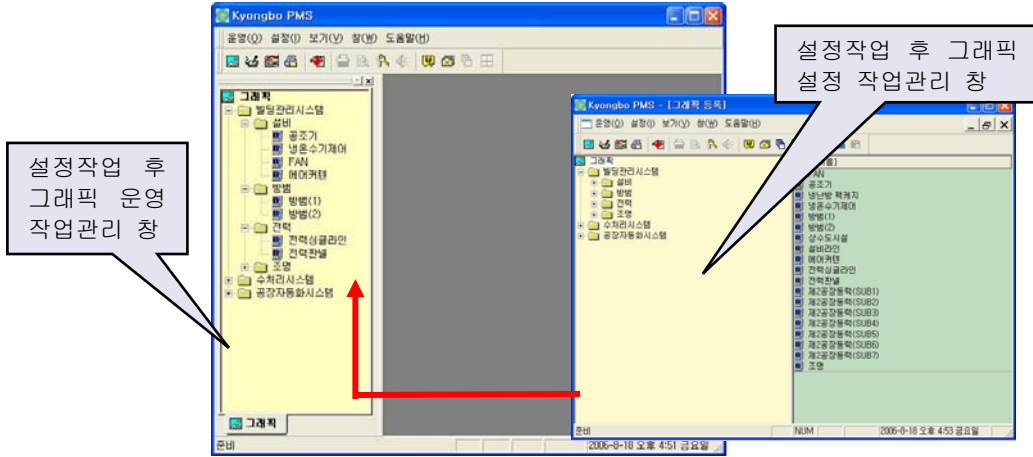 Kyongbo PMS
운영(O) 설정(I) 보기(V) 창(W) 도움말(H)
그래픽
빌딩관리시스템
설비
공조기
냉온수기제어
FAN
에어커텐
방범
방범(1)
방범(2)
전력
전력싱글라인
전력판넬
조명
수처리시스템
공장자동화시스템
그래픽
준비
2006-8-18 오후 4:51 금요일
설정작업 후
그래픽 운영
작업관리 창
설정작업 후 그래픽
설정 작업관리 창
Kyongbo PMS - [그래픽 등록]
운영(O) 설정(I) 보기(V) 창(W) 도움말(H)
그래픽
빌딩관리시스템
설비
방범
전력
조명
수처리시스템
공장자동화시스템
FAN
공조기
냉난방 팩케지
냉온수기제어
방범(1)
방범(2)
상수도시설
설비라인
에어커텐
전력싱글라인
전력판넬
제2공장동력(SUB1)
제2공장동력(SUB2)
제2공장동력(SUB3)
제2공장동력(SUB4)
제2공장동력(SUB5)
제2공장동력(SUB6)
제2공장동력(SUB7)
조명
준비
NUM
2006-8-18 오후 4:53 금요일